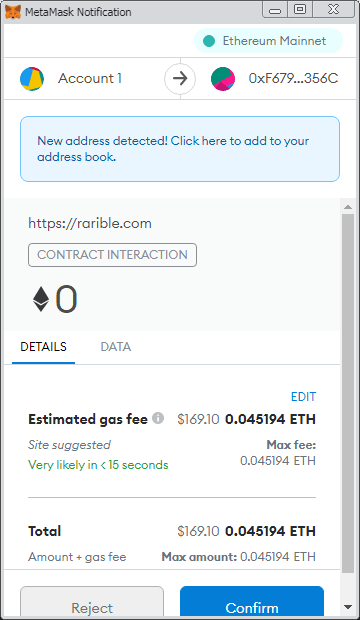 MetaMask Notification
Ethereum Mainnet
Account 1
0xF679...356C
New address detected! Click here to add to your
address book.
https://rarible.com
CONTRACT INTERACTION
0
DETAILS
DATA
EDIT
Estimated gas fee $169.10 0.045194 ETH
Site suggested Max fee:
Very likely in < 15 seconds 0.045194 ETH
Total $169.10 0.045194 ETH
Amount + gas fee Max amount: 0.045194 ETH
Reject
Confirm